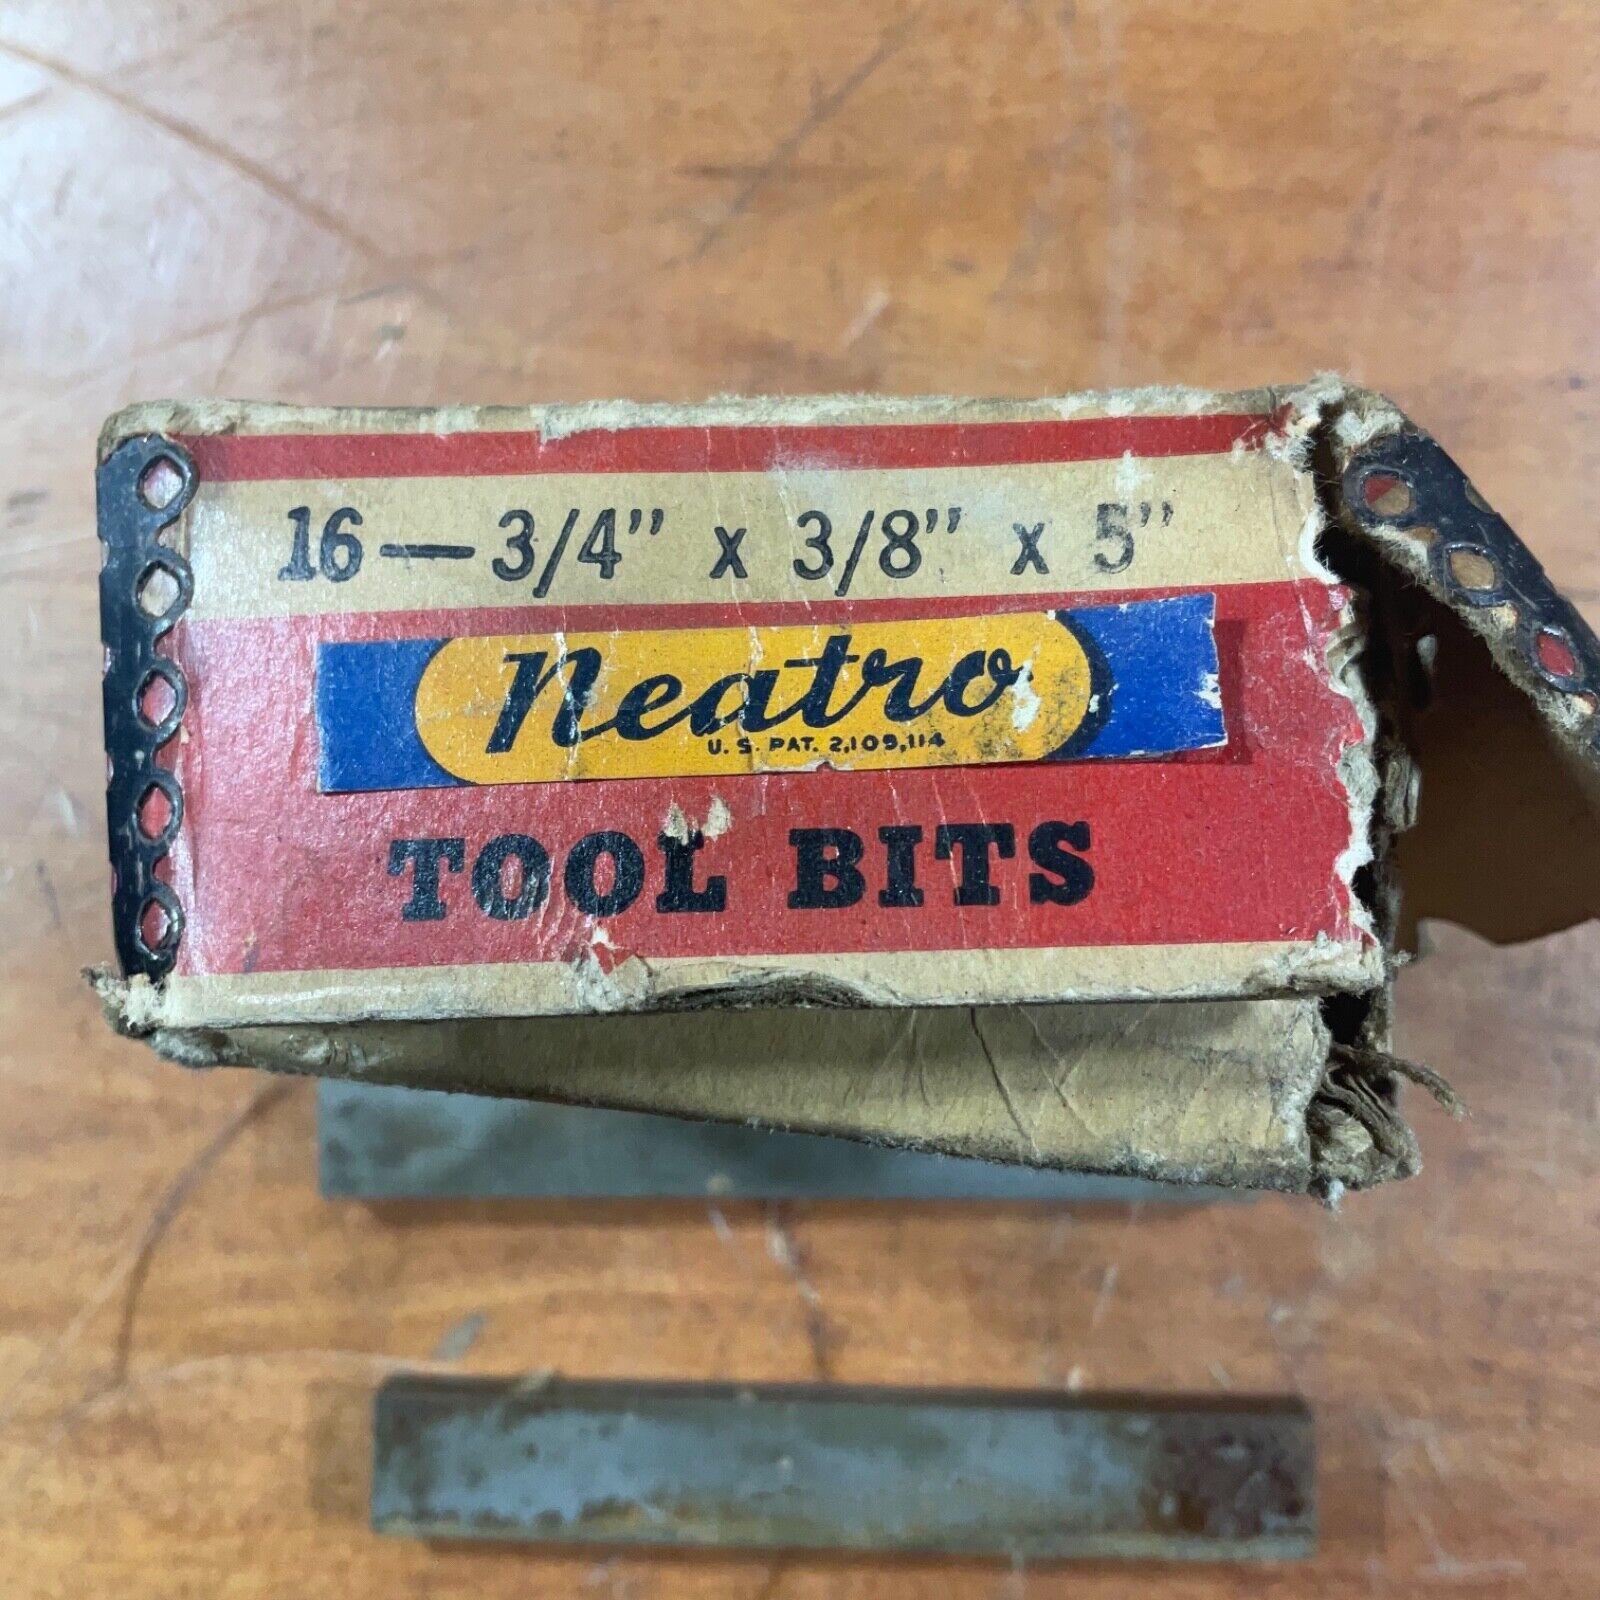 16—3/4" x 3/8" x 5"
Neatro
U. S. PAT. 2,109,114
TOOL BITS